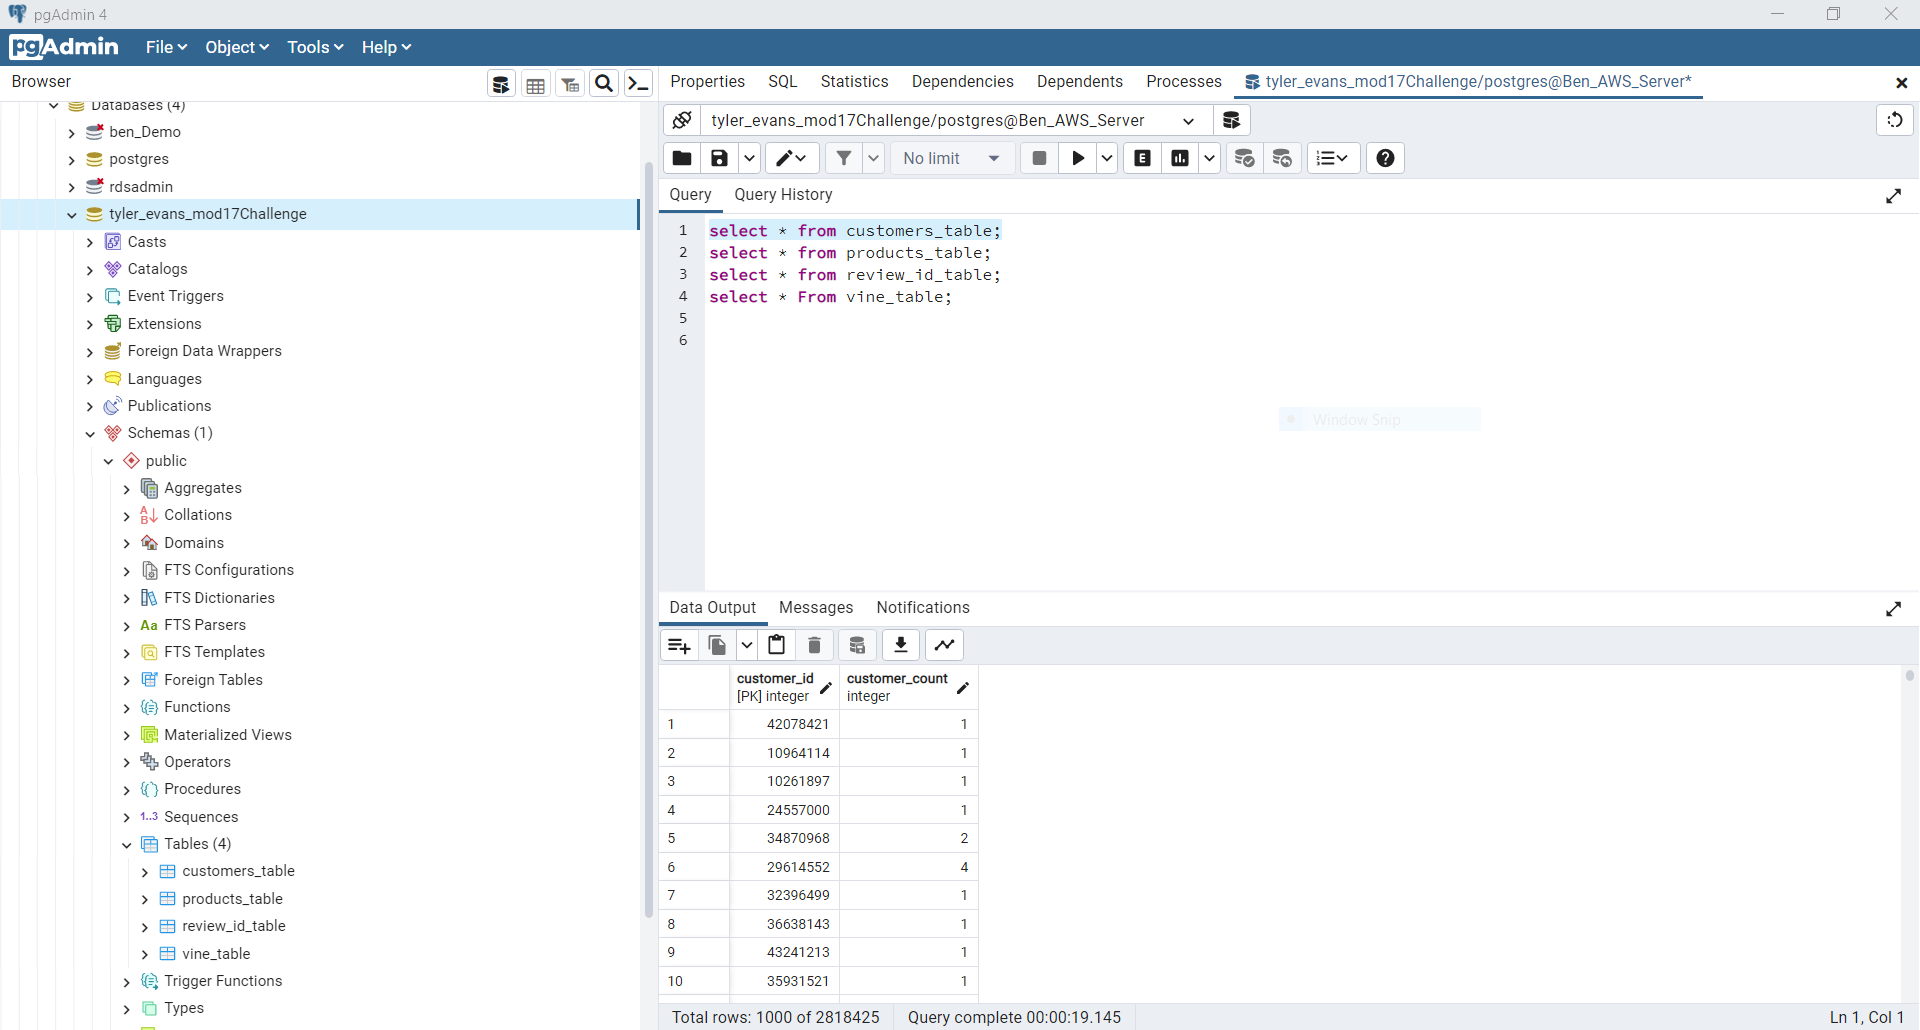 pgAdmin 4
pgAdmin File Object Tools Help
Browser
Databases (4)
ben_Demo
postgres
rdsadmin
tyler_evans_mod17Challenge
Casts
Catalogs
Event Triggers
Extensions
Foreign Data Wrappers
Languages
Publications
Schemas (1)
public
Aggregates
Collations
Domains
FTS Configurations
FTS Dictionaries
Aa FTS Parsers
FTS Templates
Foreign Tables
Functions
Materialized Views
Operators
Procedures
1..3 Sequences
Tables (4)
customers_table
products_table
review_id_table
vine_table
Trigger Functions
Types
Properties SQL Statistics Dependencies Dependents Processes tyler_evans_mod17Challenge/postgres@Ben_AWS_Server*
tyler_evans_mod17Challenge/postgres@Ben_AWS_Server
No limit E
Query Query History
1 select * from customers_table;
2 select * from products_table;
3 select * from review_id_table;
4 select * From vine_table;
5
6
Window Snip
Data Output Messages Notifications
customer_id customer_count
[PK] integer integer
1 42078421 1
2 10964114 1
3 10261897 1
4 24557000 1
5 34870968 2
6 29614552 4
7 32396499 1
8 36638143 1
9 43241213 1
10 35931521 1
Total rows: 1000 of 2818425 Query complete 00:00:19.145 Ln 1, Col 1